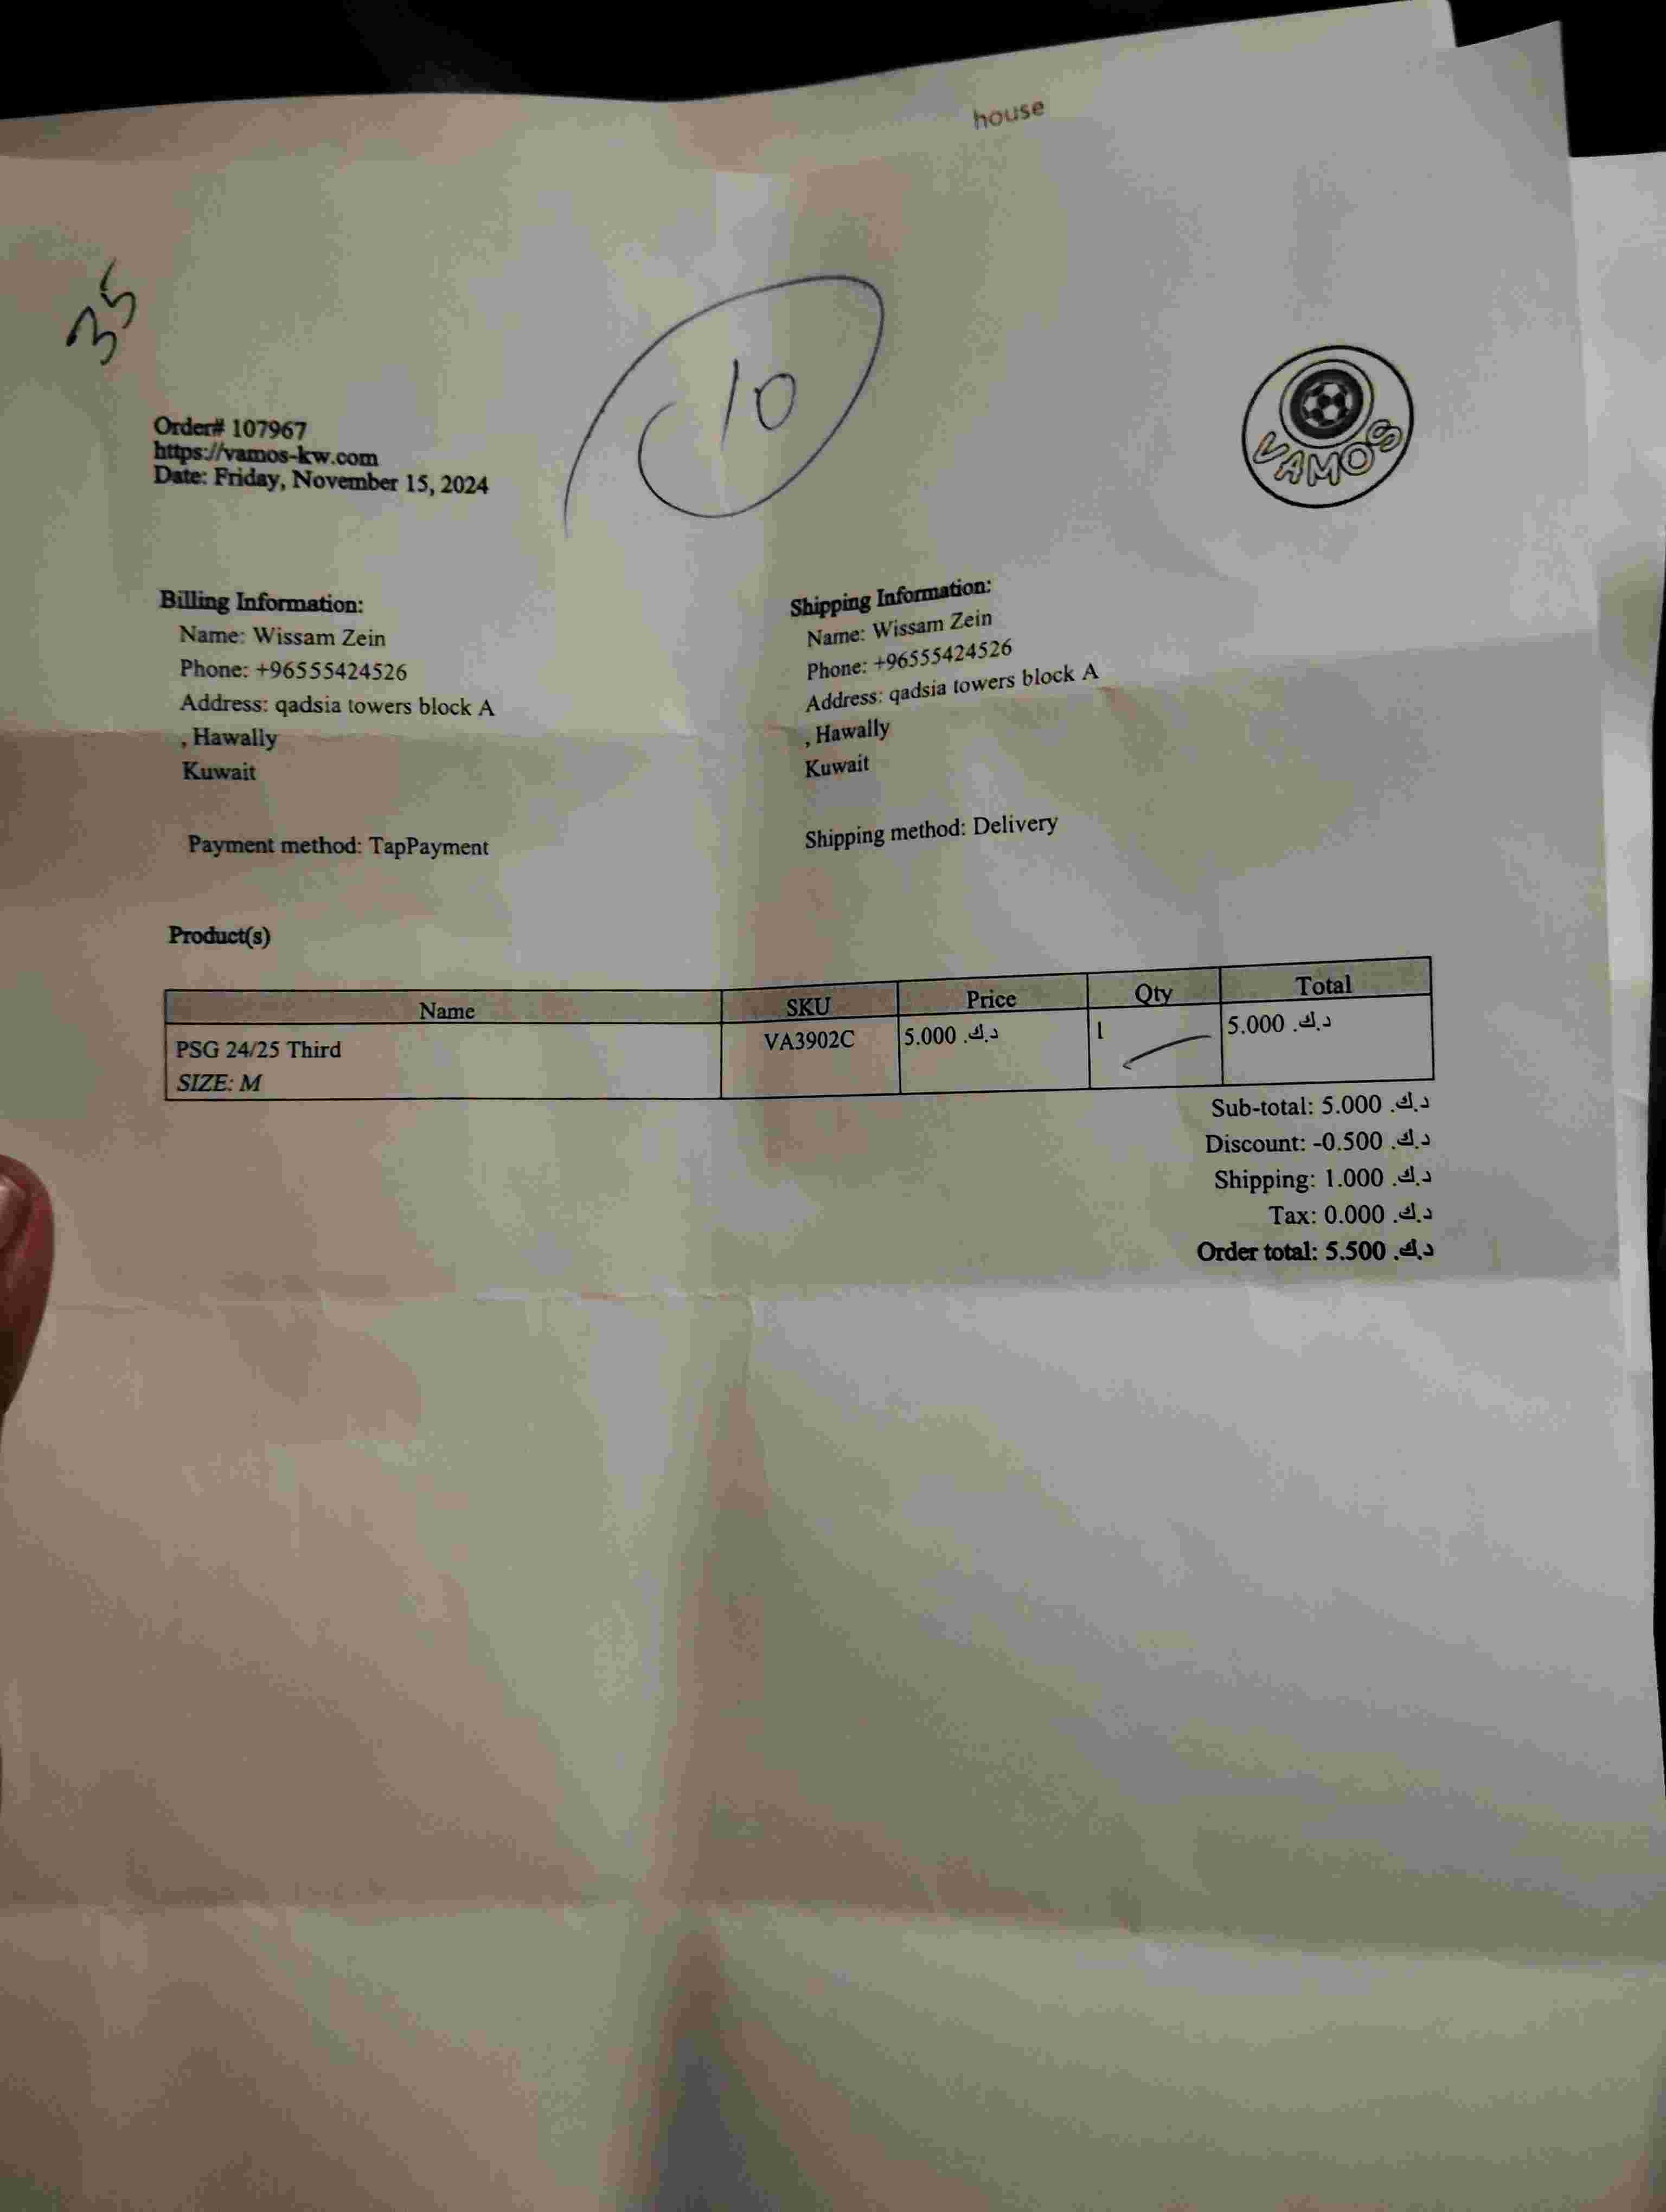 house
35
10
Order# 107967
https://vamos-kw.com
Date: Friday, November 15, 2024
VAMOS
Billing Information:
Name: Wissam Zein
Phone: +96555424526
Address: qadsia towers block A
, Hawally
Kuwait
Payment method: TapPayment
Shipping Information:
Name: Wissam Zein
Phone: +96555424526
Address: qadsia towers block A
, Hawally
Kuwait
Shipping method: Delivery
Product(s)
Name SKU Price Qty Total
PSG 24/25 Third VA3902C 5.000 د.ك. 1 5.000 د.ك.
SIZE: M
Sub-total: 5.000 د.ك.
Discount: -0.500 د.ك.
Shipping: 1.000 د.ك.
Tax: 0.000 د.ك.
Order total: 5.500 د.ك.